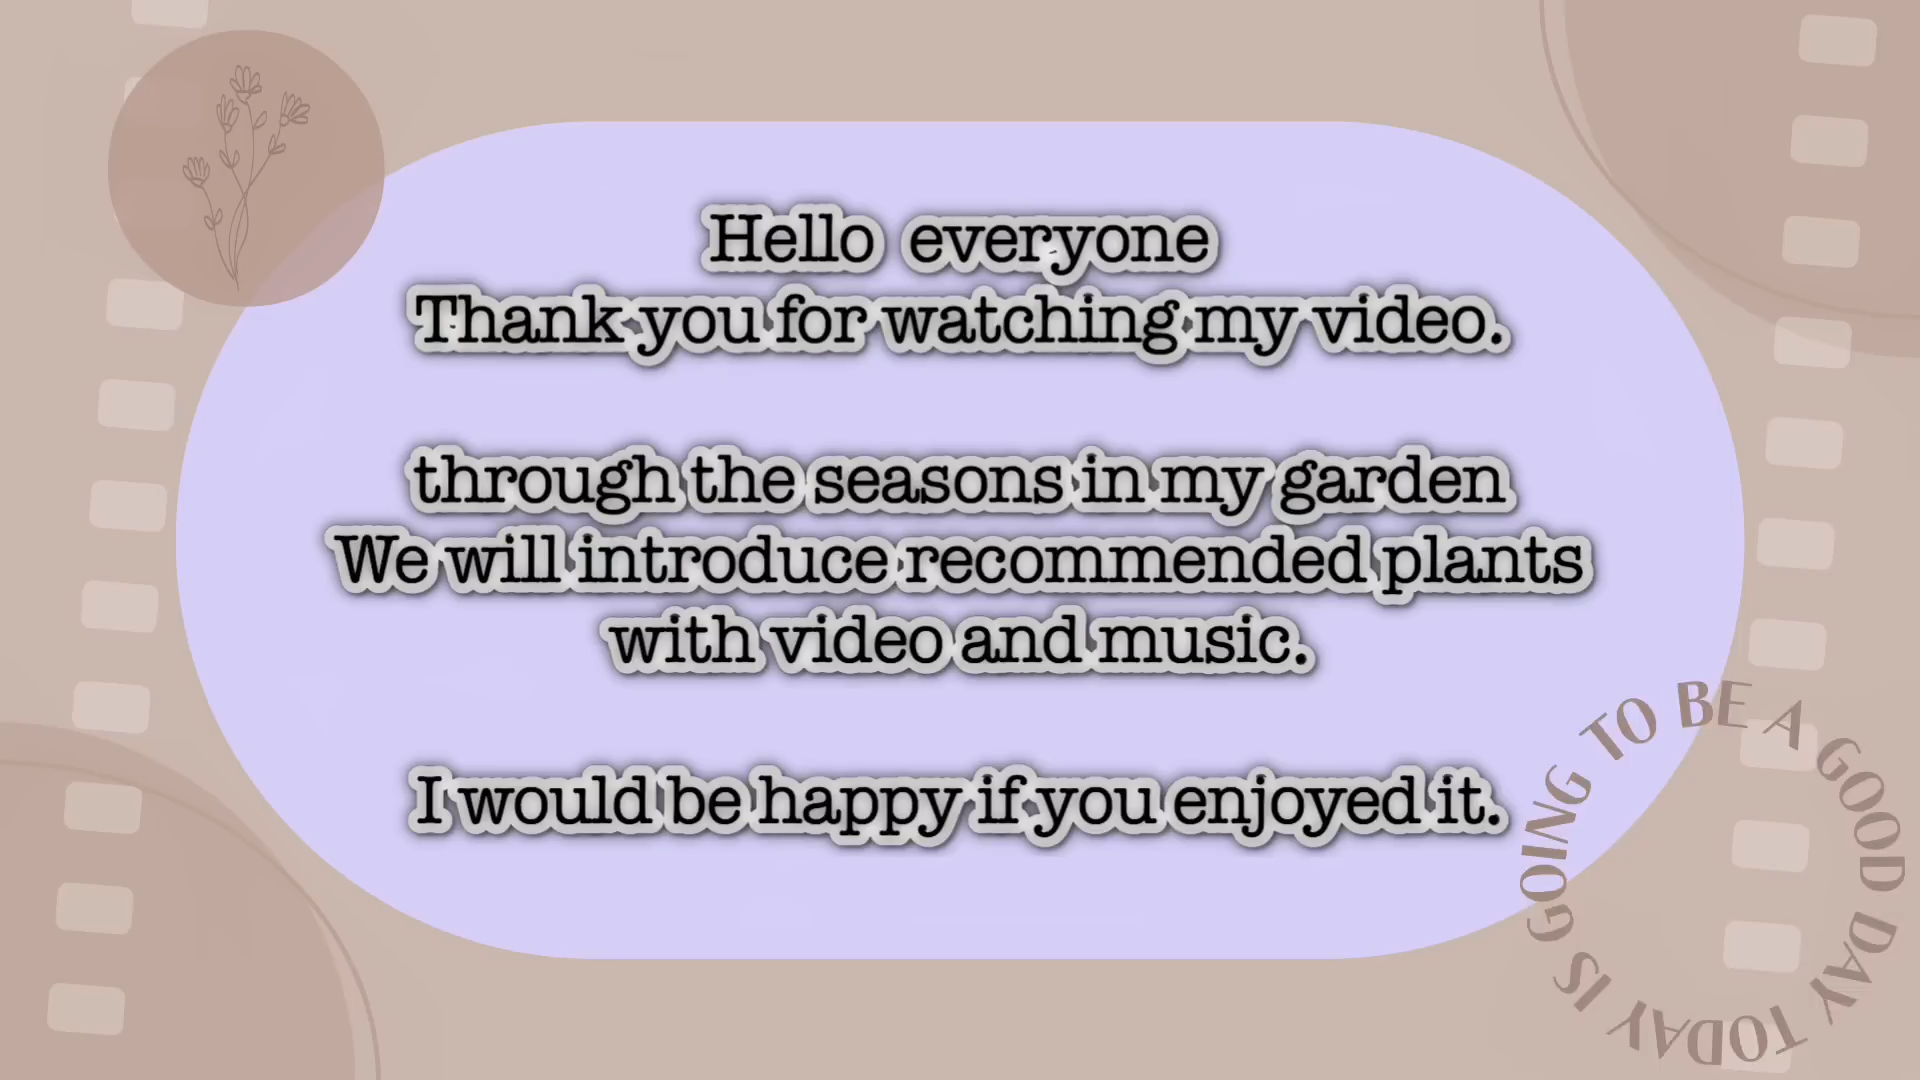 Hello everyone
Thank you for watching my video.
through the seasons in my garden
We will introduce recommended plants
with video and music.
I would be happy if you enjoyed it.
TODAY IS GOING TO BE A GOOD DAY